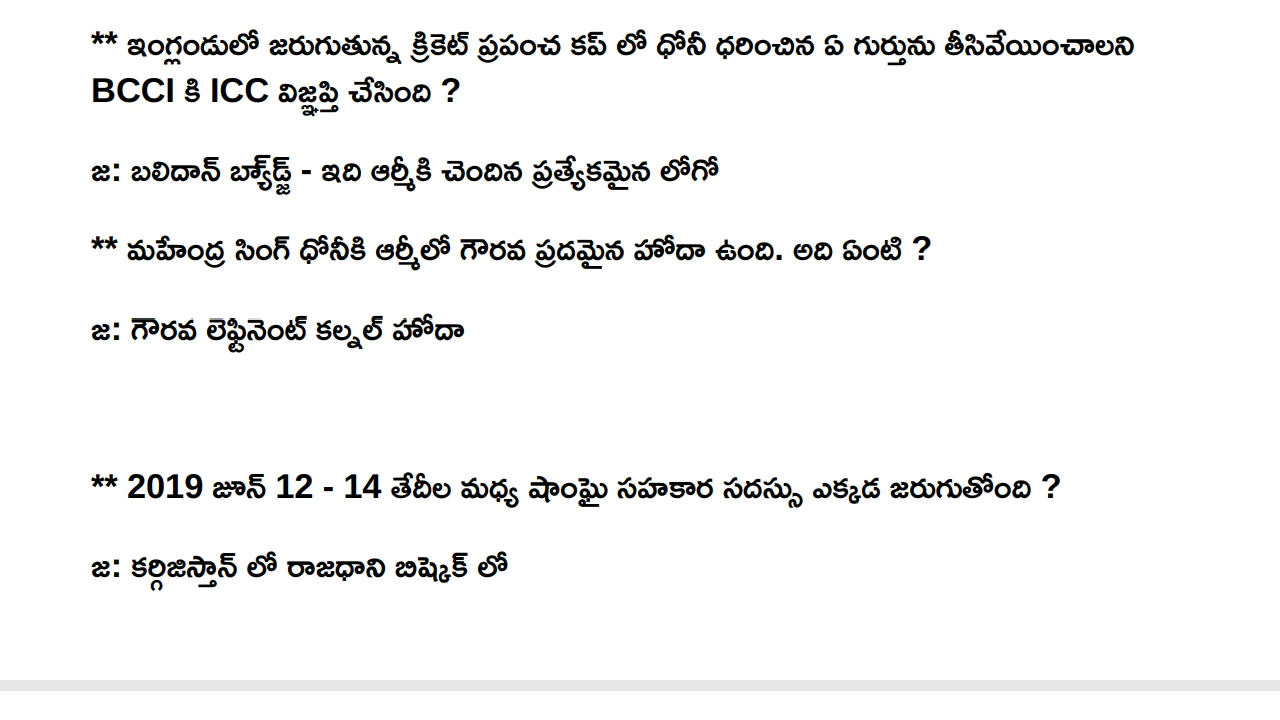 ** ఇంగ్లండులో జరుగుతున్న క్రికెట్ ప్రపంచ కప్ లో ధోనీ ధరించిన ఏ గుర్తును తీసివేయించాలని
BCCI కి ICC విజ్ఞప్తి చేసింది ?
జ: బలిదాన్ బ్యాడ్జ్ - ఇది ఆర్మీకి చెందిన ప్రత్యేకమైన లోగో
** మహేంద్ర సింగ్ ధోనీకి ఆర్మీలో గౌరవ ప్రదమైన హోదా ఉంది. అది ఏంటి ?
జ: గౌరవ లెఫ్టినెంట్ కల్నల్ హోదా
** 2019 జూన్ 12 - 14 తేదీల మధ్య షాంఘై సహకార సదస్సు ఎక్కడ జరుగుతోంది ?
జ: కర్గిజిస్తాన్ లో రాజధాని బిష్కెక్ లో